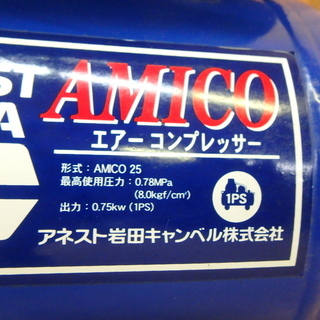 ST
A
AMICO
エアーコンプレッサー
形式：AMICO 25
最高使用圧力：0.78MPa
(8.0kgf/cm²)
出力：0.75kw (1PS)
1PS
アネスト岩田キャンベル株式会社